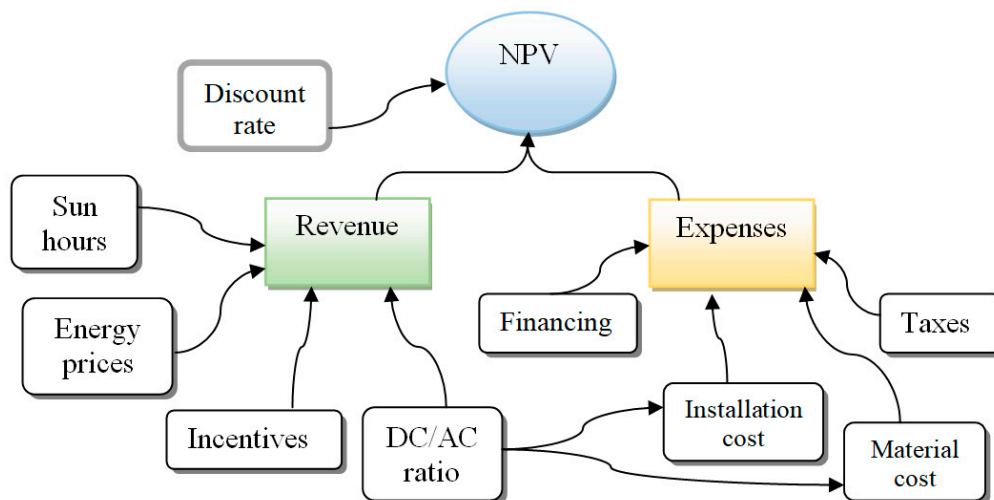 NPV
Discount
rate
Sun
hours
Revenue
Expenses
Energy
prices
Financing
Taxes
Incentives
DC/AC
ratio
Installation
cost
Material
cost